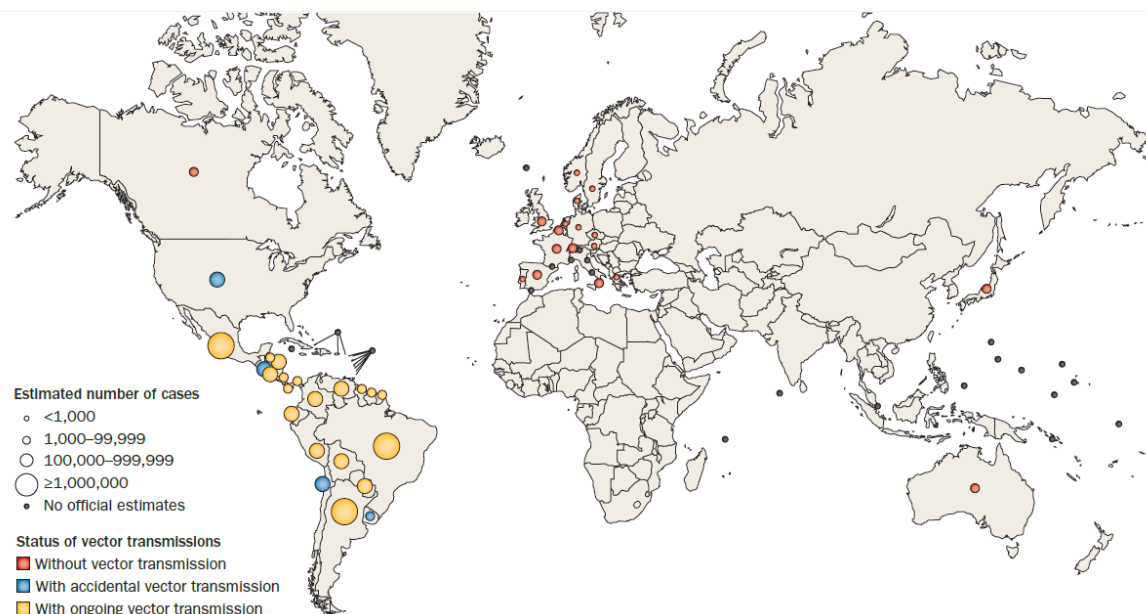 Estimated number of cases
<1,000
1,000–99,999
100,000–999,999
≥1,000,000
No official estimates
Status of vector transmissions
Without vector transmission
With accidental vector transmission
With ongoing vector transmission